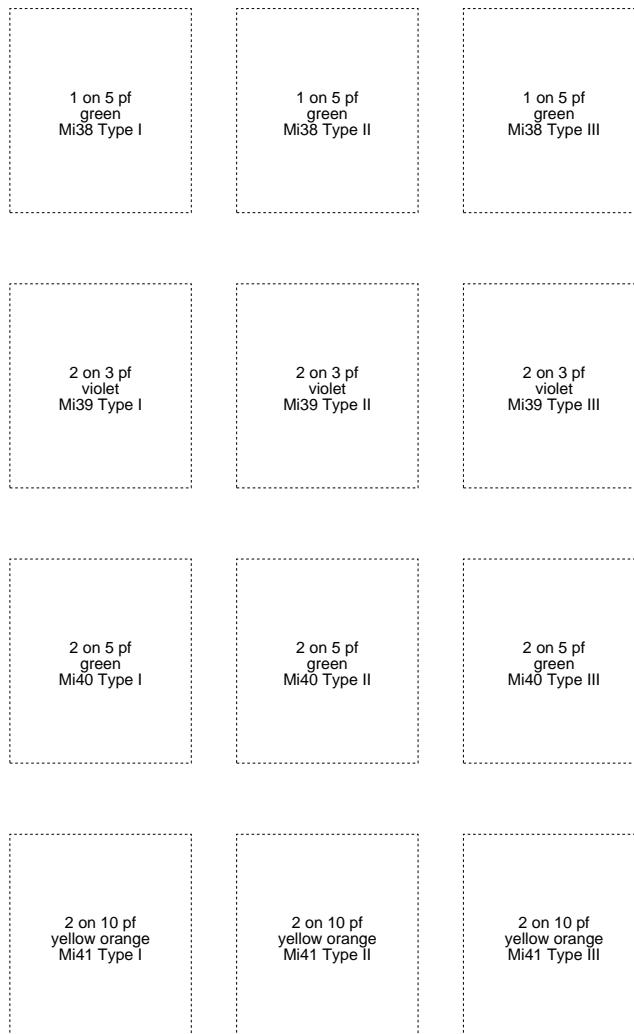 1 on 5 pf
green
Mi38 Type I
1 on 5 pf
green
Mi38 Type II
1 on 5 pf
green
Mi38 Type III
2 on 3 pf
violet
Mi39 Type I
2 on 3 pf
violet
Mi39 Type II
2 on 3 pf
violet
Mi39 Type III
2 on 5 pf
green
Mi40 Type I
2 on 5 pf
green
Mi40 Type II
2 on 5 pf
green
Mi40 Type III
2 on 10 pf
yellow orange
Mi41 Type I
2 on 10 pf
yellow orange
Mi41 Type II
2 on 10 pf
yellow orange
Mi41 Type III